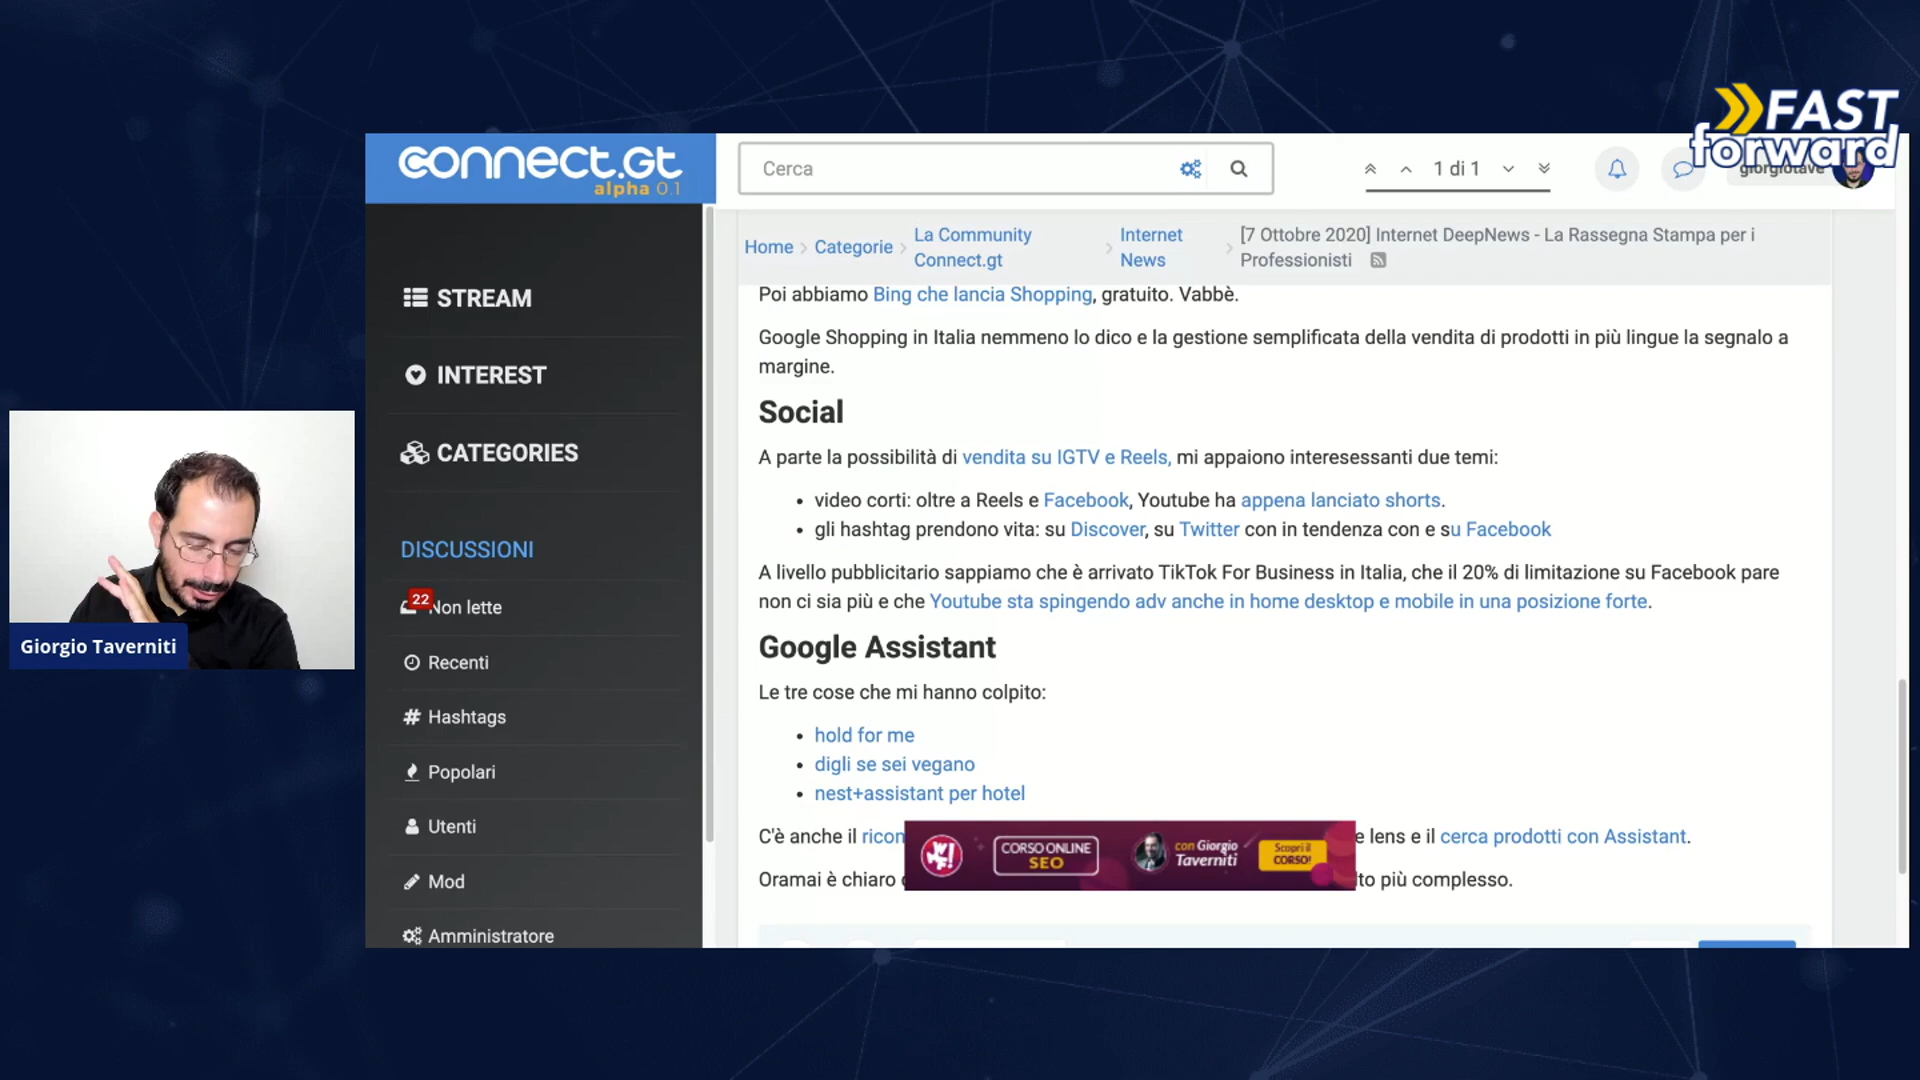 FAST
forward
connect.gt
alpha 0.1
Cerca
1 di 1
giorgiotave
Home
Categorie
La Community Connect.gt
Internet News
[7 Ottobre 2020] Internet DeepNews - La Rassegna Stampa per i
Professionisti
STREAM
INTEREST
CATEGORIES
DISCUSSIONI
22
Non lette
Recenti
Hashtags
Popolari
Utenti
Mod
Amministratore
Poi abbiamo Bing che lancia Shopping, gratuito. Vabbè.
Google Shopping in Italia nemmeno lo dico e la gestione semplificata della vendita di prodotti in più lingue la segnalo a
margine.
Social
A parte la possibilità di vendita su IGTV e Reels, mi appaiono interesessanti due temi:
• video corti: oltre a Reels e Facebook, Youtube ha appena lanciato shorts.
• gli hashtag prendono vita: su Discover, su Twitter con in tendenza con e su Facebook
A livello pubblicitario sappiamo che è arrivato TikTok For Business in Italia, che il 20% di limitazione su Facebook pare
non ci sia più e che Youtube sta spingendo adv anche in home desktop e mobile in una posizione forte.
Google Assistant
Le tre cose che mi hanno colpito:
• hold for me
• digli se sei vegano
• nest+assistant per hotel
C'è anche il ricon e lens e il cerca prodotti con Assistant.
Oramai è chiaro to più complesso.
CORSO ONLINE
SEO
con Giorgio
Taverniti
Scopri il
CORSO!
Giorgio Taverniti